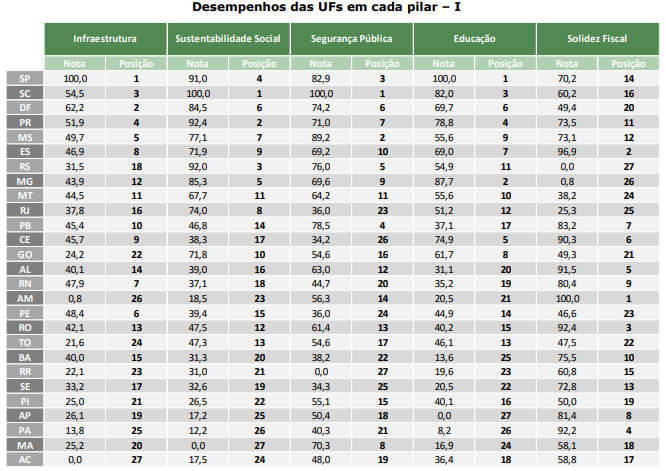 Desempenhos das UFs em cada pilar – I
Infraestrutura Sustentabilidade Social Segurança Pública Educação Solidez Fiscal
Nota Posição Nota Posição Nota Posição Nota Posição Nota Posição
SP 100,0 1 91,0 4 82,9 3 100,0 1 70,2 14
SC 54,5 3 100,0 1 100,0 1 82,0 3 60,2 16
DF 62,2 2 84,5 6 74,2 6 69,7 6 49,4 20
PR 51,9 4 92,4 2 71,0 7 78,8 4 73,5 11
MS 49,7 5 77,1 7 89,2 2 55,6 9 73,1 12
ES 46,9 8 71,9 9 69,2 10 69,0 7 96,9 2
RS 31,5 18 92,0 3 76,0 5 54,9 11 0,0 27
MG 43,9 12 85,3 5 69,6 9 87,7 2 0,8 26
MT 44,5 11 67,7 11 64,2 11 55,6 10 38,2 24
RJ 37,8 16 74,0 8 36,0 23 51,2 12 25,3 25
PB 45,4 10 46,8 14 78,5 4 37,1 17 83,2 7
CE 45,7 9 38,3 17 34,2 26 74,9 5 90,3 6
GO 24,2 22 71,8 10 54,6 16 61,7 8 49,3 21
AL 40,1 14 39,0 16 63,0 12 31,1 20 91,5 5
RN 47,9 7 37,1 18 44,7 20 35,2 19 80,4 9
AM 0,8 26 18,5 23 56,3 14 20,5 21 100,0 1
PE 48,4 6 39,4 15 36,0 24 44,9 14 46,6 23
RO 42,1 13 47,5 12 61,4 13 40,2 15 92,4 3
TO 21,6 24 47,3 13 54,6 17 46,1 13 47,5 22
BA 40,0 15 31,3 20 38,2 22 13,6 25 75,5 10
RR 22,1 23 31,0 21 0,0 27 19,6 23 60,8 15
SE 33,2 17 32,6 19 34,3 25 20,5 22 72,8 13
PI 25,0 21 26,5 22 55,1 15 40,1 16 50,0 19
AP 26,1 19 17,2 25 50,4 18 0,0 27 81,4 8
PA 13,8 25 12,2 26 40,3 21 8,2 26 92,2 4
MA 25,2 20 0,0 27 70,3 8 16,9 24 58,1 18
AC 0,0 27 17,5 24 48,0 19 36,4 18 58,8 17